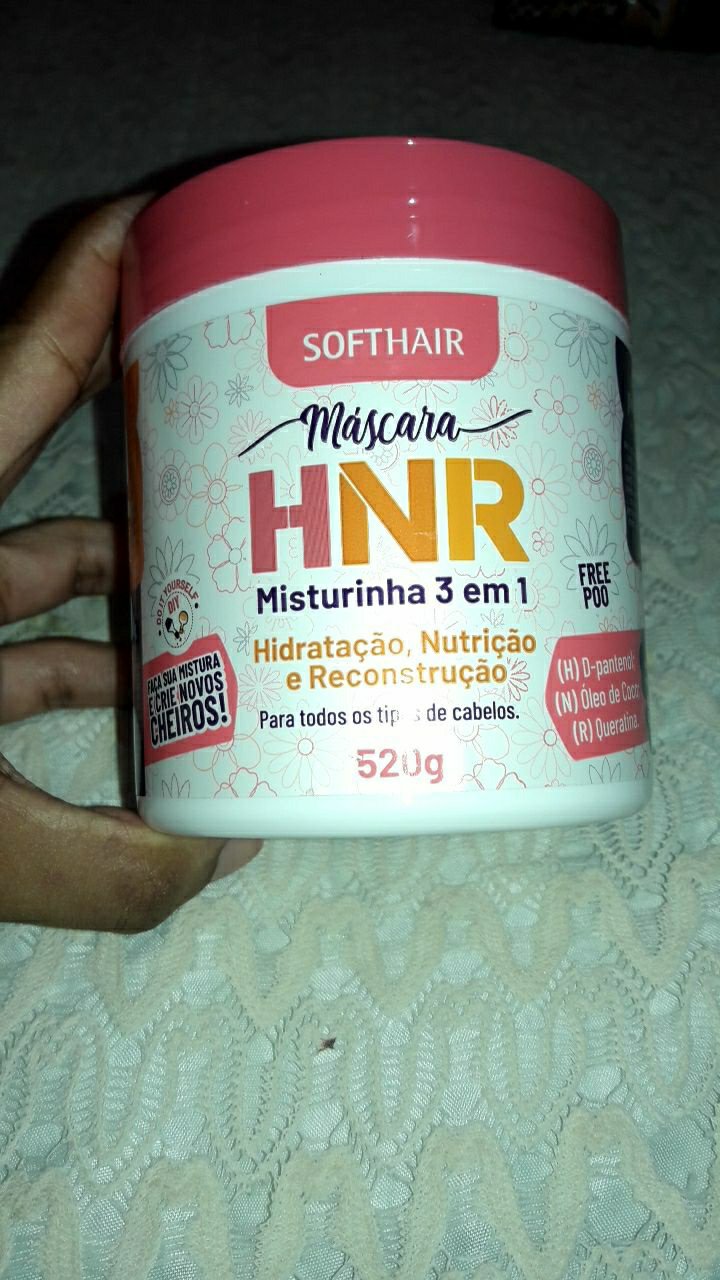 SOFTHAIR
Máscara
HNR
Misturinha 3 em 1
Hidratação, Nutrição
e Reconstrução
Para todos os tipos de cabelos.
520g
DO IT YOURSELF
DIY
FAÇA SUA MISTURA
E CRIE NOVOS
CHEIROS!
FREE
POO
(H) D-pantenol;
(N) Óleo de Coco
(R) Queratina.